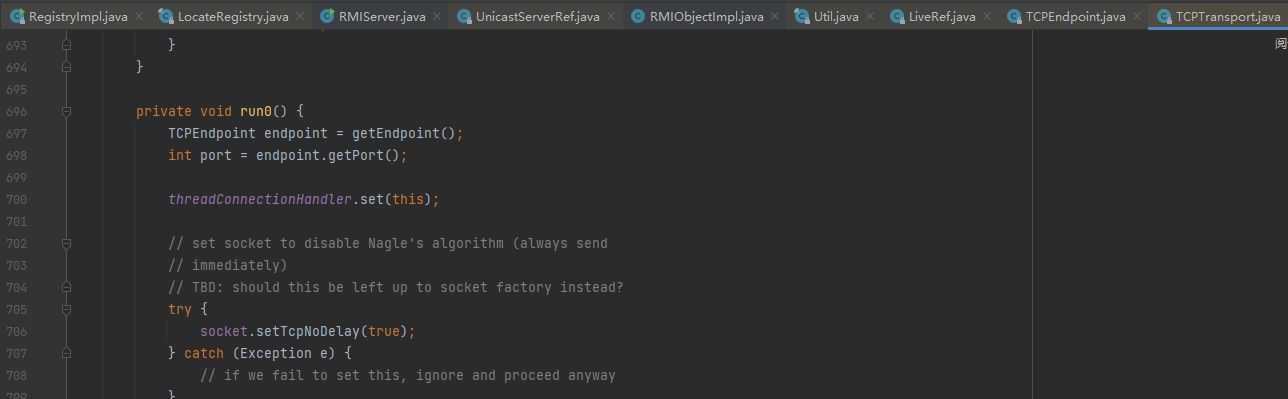 RegistryImpl.java × LocateRegistry.java × RMIServer.java × UnicastServerRef.java × RMIObjectImpl.java × Util.java × LiveRef.java × TCPEndpoint.java × TCPTransport.java
693 }
694 }
阅
695
696 private void run0() {
697 TCPEndpoint endpoint = getEndpoint();
698 int port = endpoint.getPort();
699
700 threadConnectionHandler.set(this);
701
702 // set socket to disable Nagle's algorithm (always send
703 // immediately)
704 // TBD: should this be left up to socket factory instead?
705 try {
706 socket.setTcpNoDelay(true);
707 } catch (Exception e) {
708 // if we fail to set this, ignore and proceed anyway
709 }